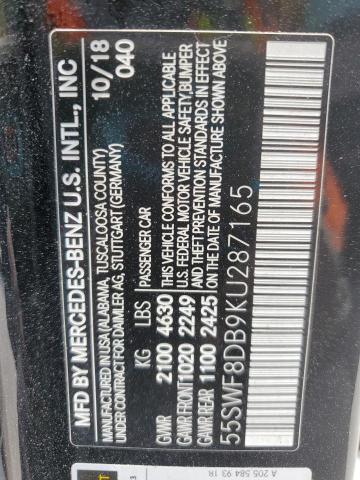 MFD BY MERCEDES-BENZ U.S. INTL., INC 10/18
MANUFACTURED IN USA (ALABAMA, TUSCALOOSA COUNTY) 040
UNDER CONTRACT FOR DAIMLER AG, STUTTGART (GERMANY)
KG LBS PASSENGER CAR
GVWR 2100 4630 THIS VEHICLE CONFORMS TO ALL APPLICABLE
GAWR FRONT 1020 2249 U.S. FEDERAL MOTOR VEHICLE SAFETY, BUMPER
GAWR REAR 1100 2425 AND THEFT PREVENTION STANDARDS IN EFFECT
ON THE DATE OF MANUFACTURE SHOWN ABOVE
55SWF8DB9KU287165
A 205 584 93 1R